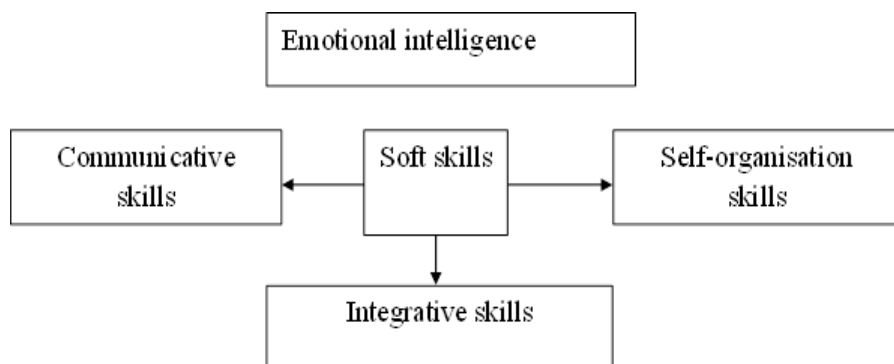 Emotional intelligence
Communicative
skills
Soft skills
Self-organisation
skills
Integrative skills